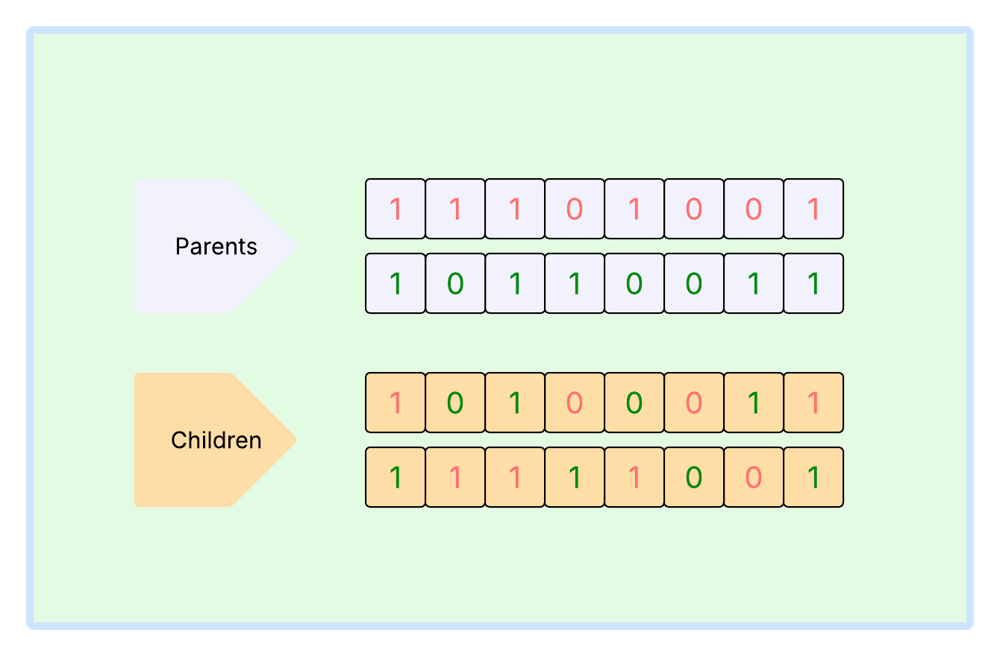 Parents
1 1 1 0 1 0 0 1
1 0 1 1 0 0 1 1
Children
1 0 1 0 0 0 1 1
1 1 1 1 1 0 0 1